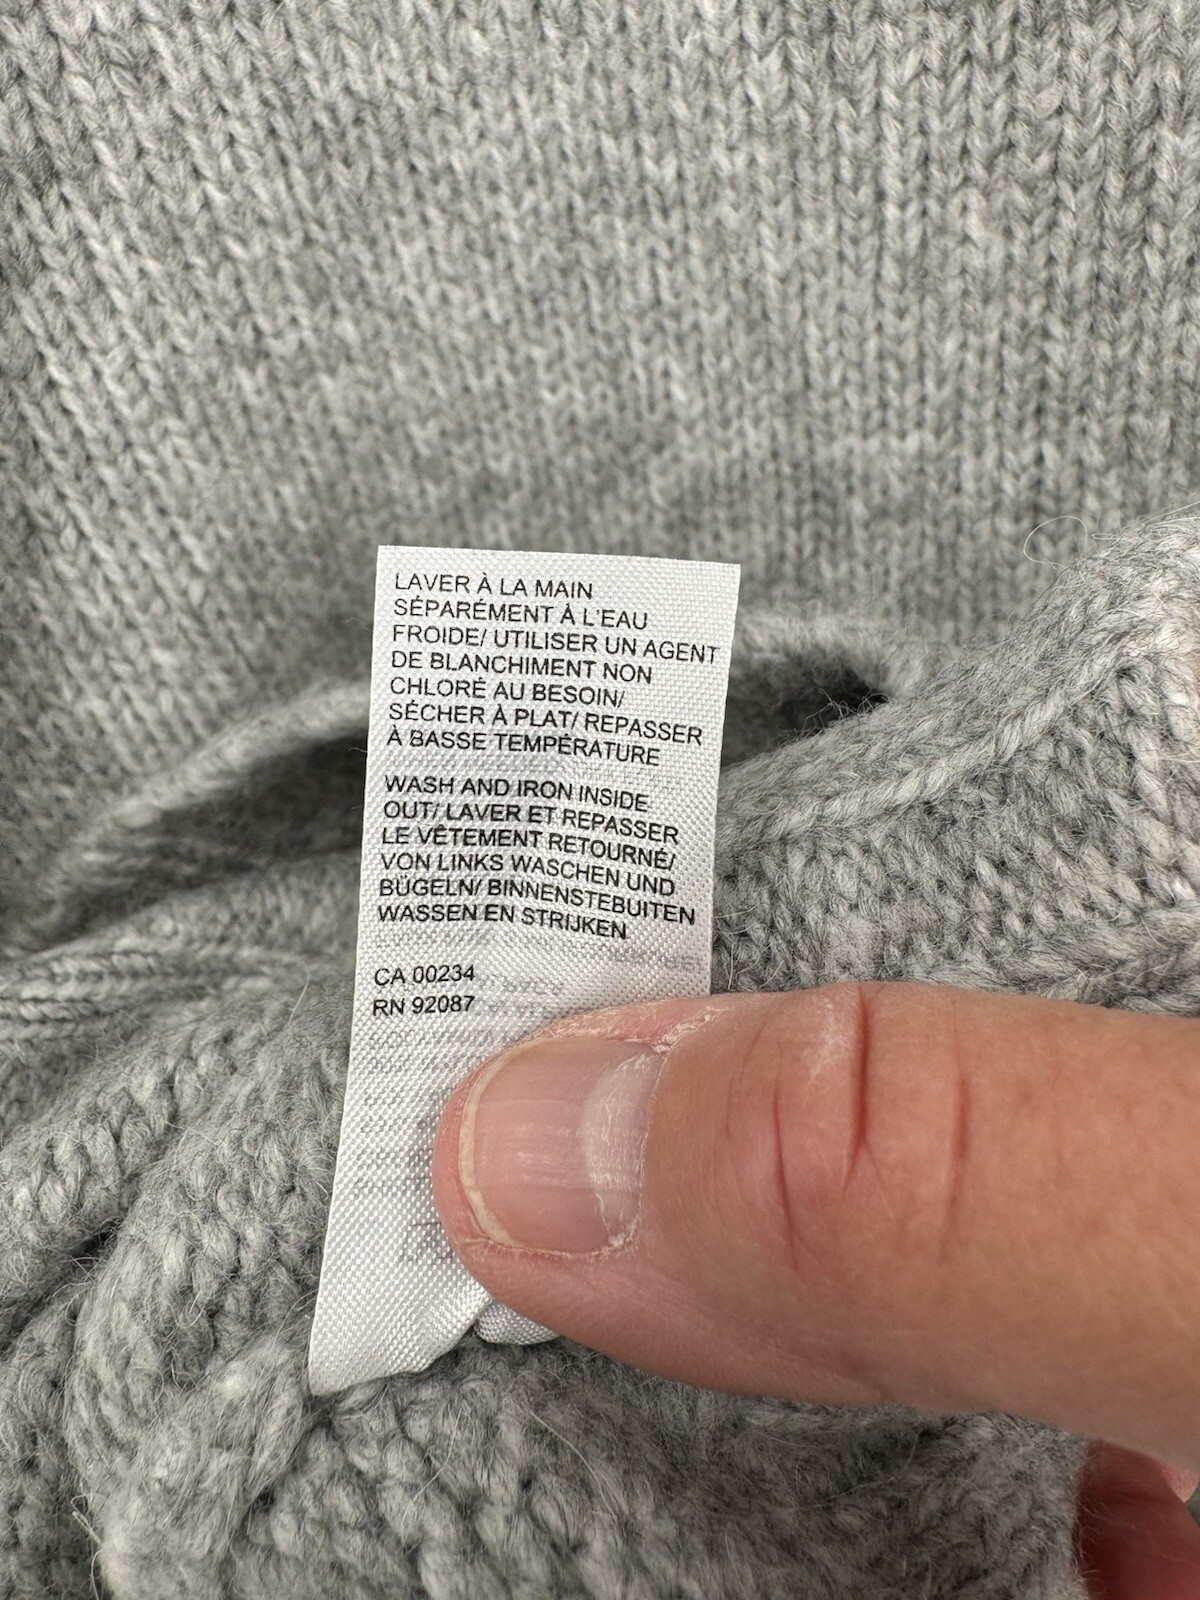 LAVER À LA MAIN
SÉPARÉMENT À L'EAU
FROIDE/ UTILISER UN AGENT
DE BLANCHIMENT NON
CHLORÉ AU BESOIN/
SÉCHER À PLAT/ REPASSER
À BASSE TEMPÉRATURE
WASH AND IRON INSIDE
OUT/ LAVER ET REPASSER
LE VÊTEMENT RETOURNÉ/
VON LINKS WASCHEN UND
BÜGELN/ BINNENSTEBUITEN
WASSEN EN STRIJKEN
CA 00234
RN 92087